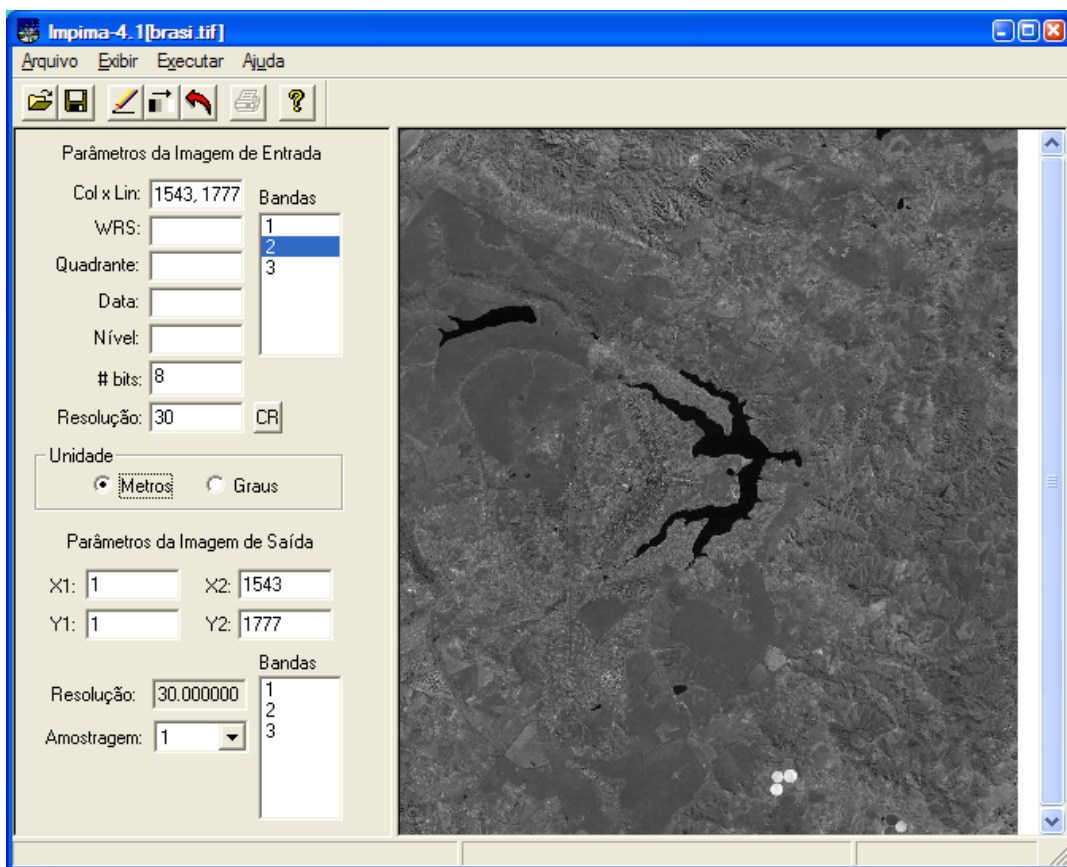 Impima-4.1[brasi.tif]
Arquivo Exibir Executar Ajuda
Parâmetros da Imagem de Entrada
Col x Lin: 1543, 1777
Bandas
1
2
3
WRS:
Quadrante:
Data:
Nível:
# bits: 8
Resolução: 30 CR
Unidade
Metros Graus
Parâmetros da Imagem de Saída
X1: 1 X2: 1543
Y1: 1 Y2: 1777
Bandas
1
2
3
Resolução: 30.000000
Amostragem: 1